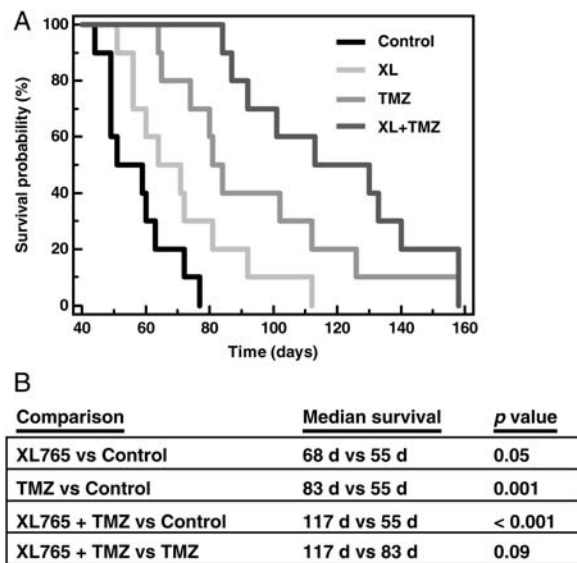 A
Control
XL
TMZ
XL+TMZ
Survival probability (%)
100
80
60
40
20
0
40 60 80 100 120 140 160
Time (days)
B
Comparison Median survival p value
XL765 vs Control 68 d vs 55 d 0.05
TMZ vs Control 83 d vs 55 d 0.001
XL765 + TMZ vs Control 117 d vs 55 d < 0.001
XL765 + TMZ vs TMZ 117 d vs 83 d 0.09